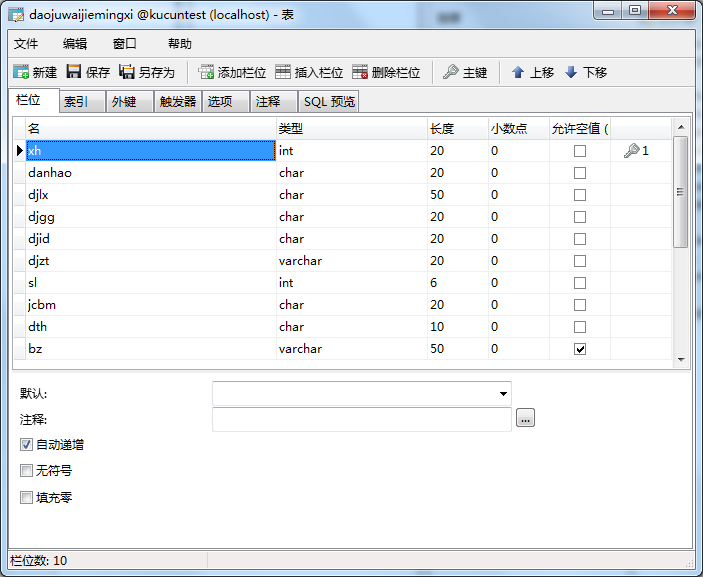 daojuwaijiemingxi @kucuntest (localhost) - 表
文件 编辑 窗口 帮助
新建 保存 另存为 添加栏位 插入栏位 删除栏位 主键 上移 下移
栏位 索引 外键 触发器 选项 注释 SQL 预览
名 类型 长度 小数点 允许空值 (
xh int 20 0 1
danhao char 20 0
djlx char 50 0
djgg char 20 0
djid char 20 0
djzt varchar 20 0
sl int 6 0
jcbm char 20 0
dth char 10 0
bz varchar 50 0
默认:
注释:
...
自动递增
无符号
填充零
栏位数: 10